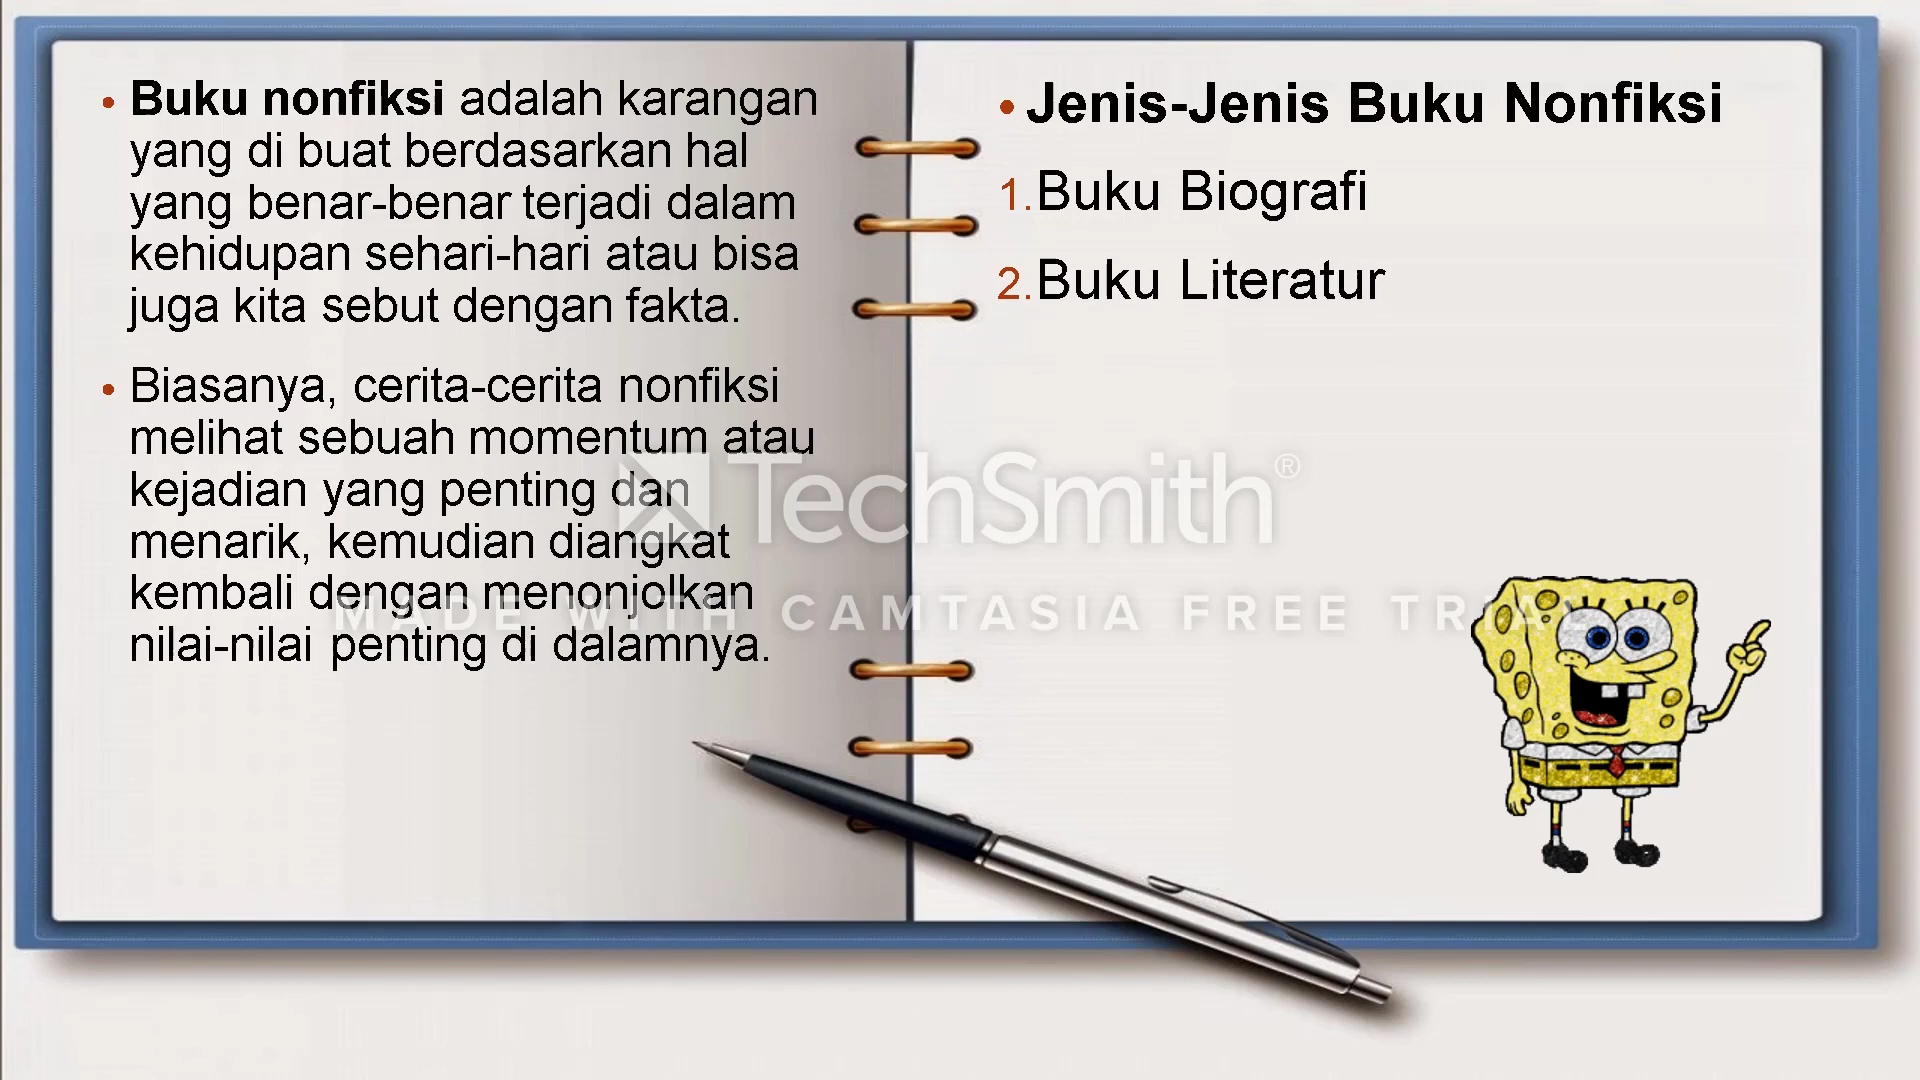 • Buku nonfiksi adalah karangan
yang di buat berdasarkan hal
yang benar-benar terjadi dalam
kehidupan sehari-hari atau bisa
juga kita sebut dengan fakta.
• Biasanya, cerita-cerita nonfiksi
melihat sebuah momentum atau
kejadian yang penting dan
menarik, kemudian diangkat
kembali dengan menonjolkan
nilai-nilai penting di dalamnya.
• Jenis-Jenis Buku Nonfiksi
1. Buku Biografi
2. Buku Literatur
TechSmith®
MADE WITH CAMTASIA FREE TRIAL